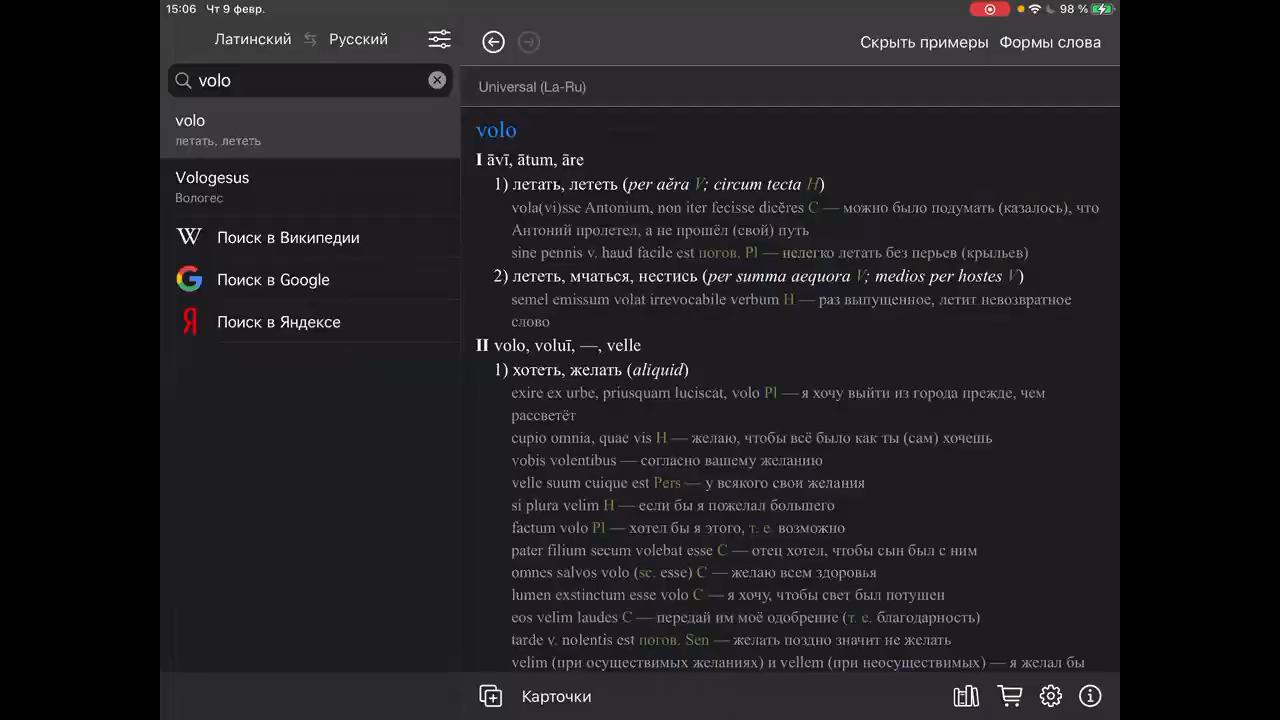 15:06 Чт 9 февр.
98 %
Латинский Русский
Скрыть примеры Формы слова
volo
Universal (La-Ru)
volo
летать, лететь
Vologesus
Вологес
Поиск в Википедии
Поиск в Google
Поиск в Яндексе
volo
I āvī, ātum, āre
1) летать, лететь (per aĕra V; circum tecta H)
vola(vi)sse Antonium, non iter fecisse dicĕres C — можно было подумать (казалось), что
Антоний пролетел, а не прошёл (свой) путь
sine pennis v. haud facile est погов. Pl — нелегко летать без перьев (крыльев)
2) лететь, мчаться, нестись (per summa aequora V; medios per hostes V)
semel emissum volat irrevocabile verbum H — раз выпущенное, летит невозвратное
слово
II volo, voluī, —, velle
1) хотеть, желать (aliquid)
exire ex urbe, priusquam luciscat, volo Pl — я хочу выйти из города прежде, чем
рассветёт
cupio omnia, quae vis H — желаю, чтобы всё было как ты (сам) хочешь
vobis volentibus — согласно вашему желанию
velle suum cuique est Pers — у всякого свои желания
si plura velim H — если бы я пожелал большего
factum volo Pl — хотел бы я этого, т. е. возможно
pater filium secum volebat esse C — отец хотел, чтобы сын был с ним
omnes salvos volo (sc. esse) C — желаю всем здоровья
lumen exstinctum esse volo C — я хочу, чтобы свет был потушен
eos velim laudes C — передай им моё одобрение (т. е. благодарность)
tarde v. nolentis est погов. Sen — желать поздно значит не желать
velim (при осуществимых желаниях) и vellem (при неосуществимых) — я желал бы
Карточки